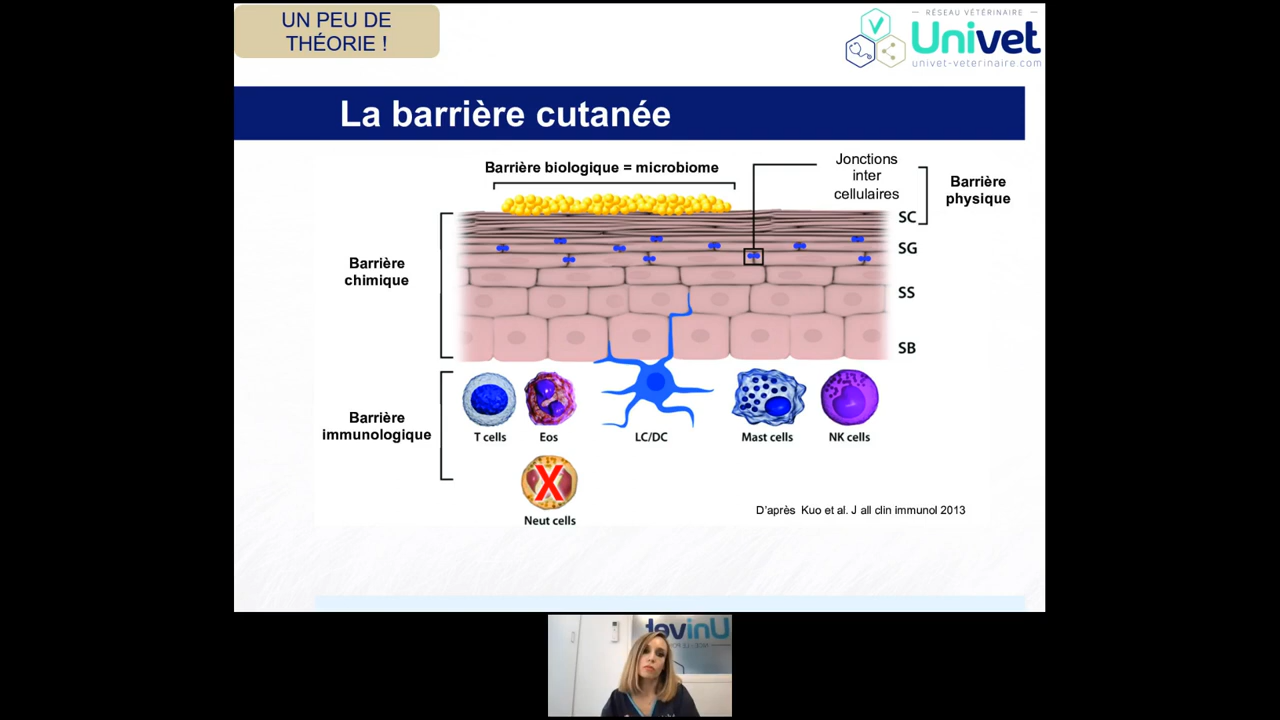 UN PEU DE
THÉORIE !
RÉSEAU VÉTÉRINAIRE
Univet
univet-veterinaire.com
La barrière cutanée
Barrière biologique = microbiome
Jonctions
inter
cellulaires
Barrière
physique
SC
SG
SS
SB
Barrière
chimique
Barrière
immunologique
T cells
Eos
LC/DC
Mast cells
NK cells
X
Neut cells
D'après Kuo et al. J all clin immunol 2013
Univet